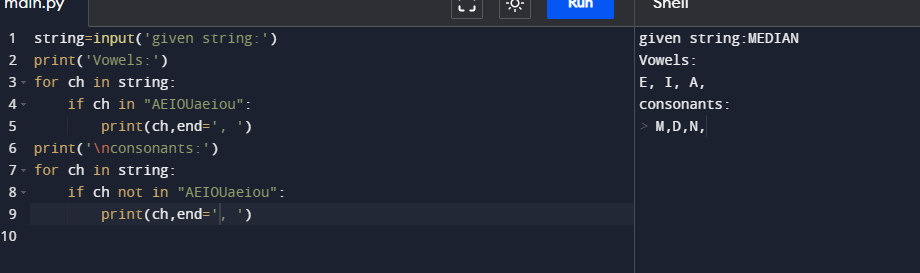 main.py
Run
Shell
1 string=input('given string:')
2 print('Vowels:')
3 for ch in string:
4     if ch in "AEIOUaeiou":
5         print(ch,end=', ')
6 print('\nconsonants:')
7 for ch in string:
8     if ch not in "AEIOUaeiou":
9         print(ch,end=', ')
10
given string:MEDIAN
Vowels:
E, I, A,
consonants:
> M,D,N,